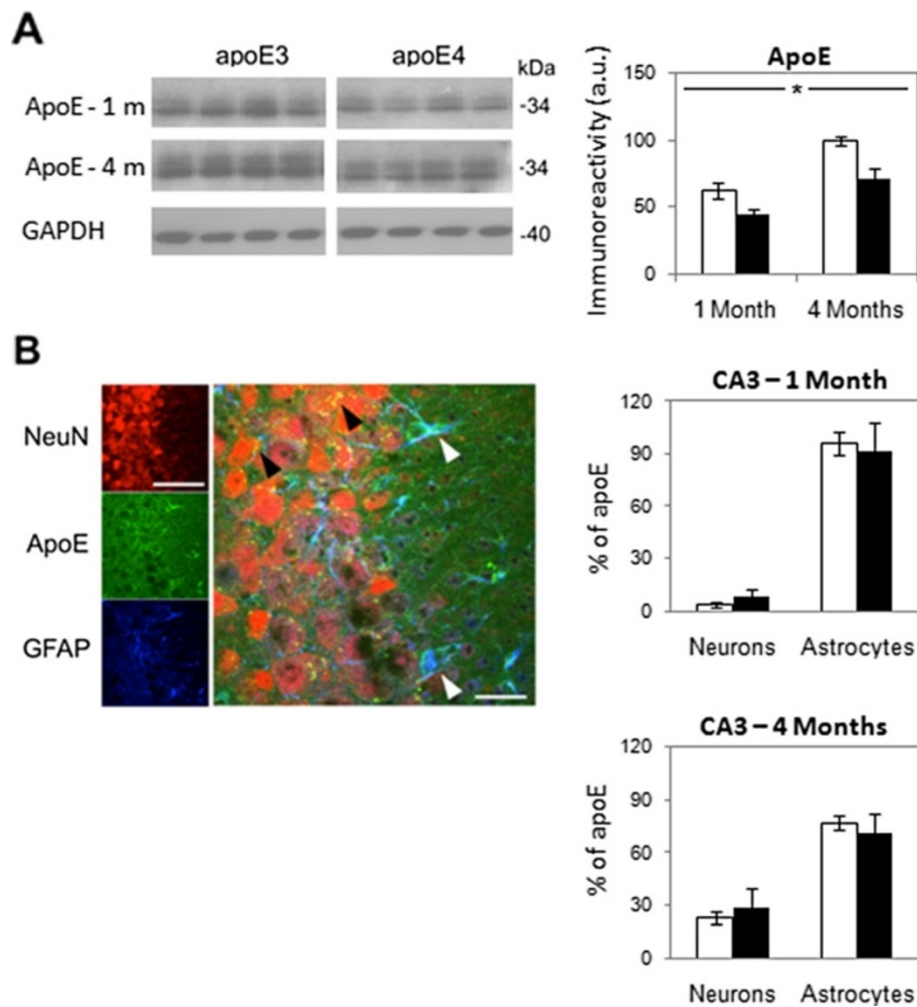 A
apoE3
apoE4
kDa
ApoE - 1 m
-34
ApoE - 4 m
-34
GAPDH
-40
ApoE
Immunoreactivity (a.u.)
150
100
50
0
*
1 Month
4 Months
B
NeuN
ApoE
GFAP
CA3 – 1 Month
% of apoE
120
90
60
30
0
Neurons
Astrocytes
CA3 – 4 Months
% of apoE
120
90
60
30
0
Neurons
Astrocytes